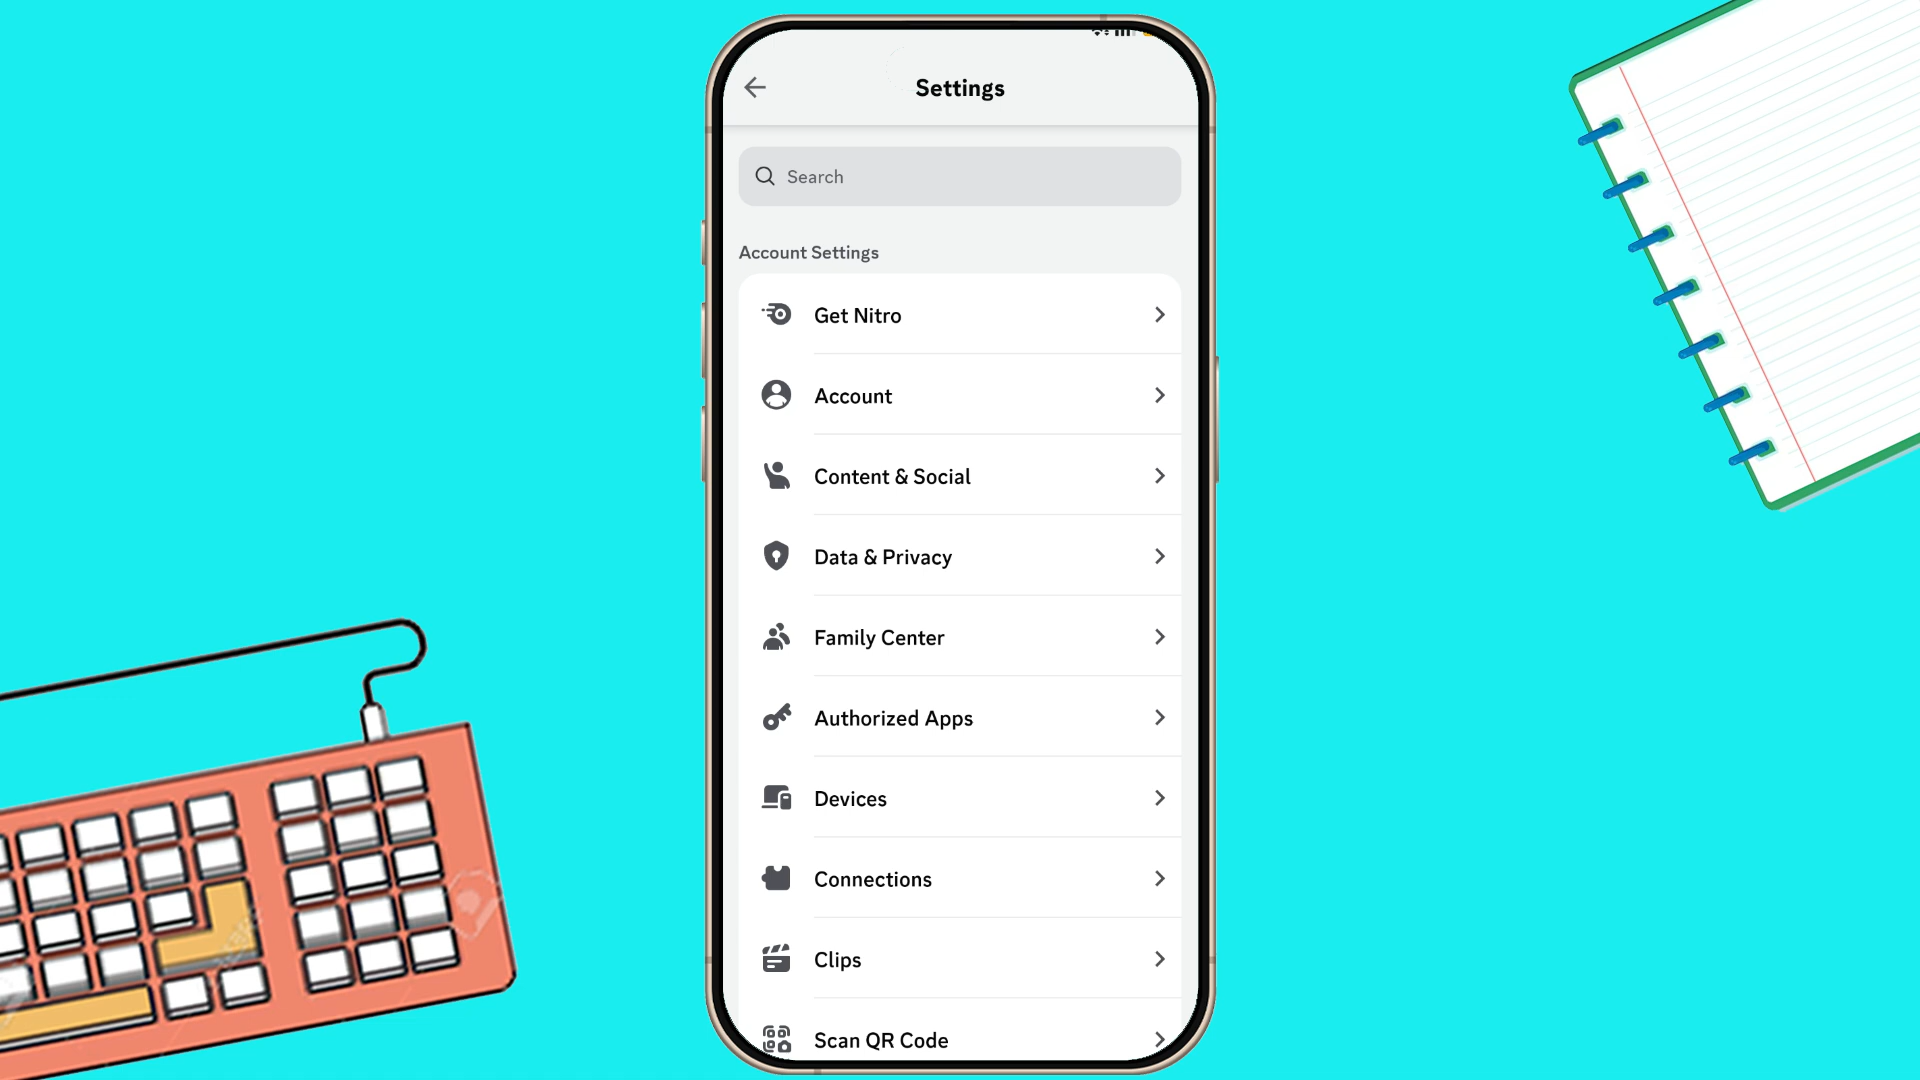 Settings
Search
Account Settings
Get Nitro
Account
Content & Social
Data & Privacy
Family Center
Authorized Apps
Devices
Connections
Clips
Scan QR Code